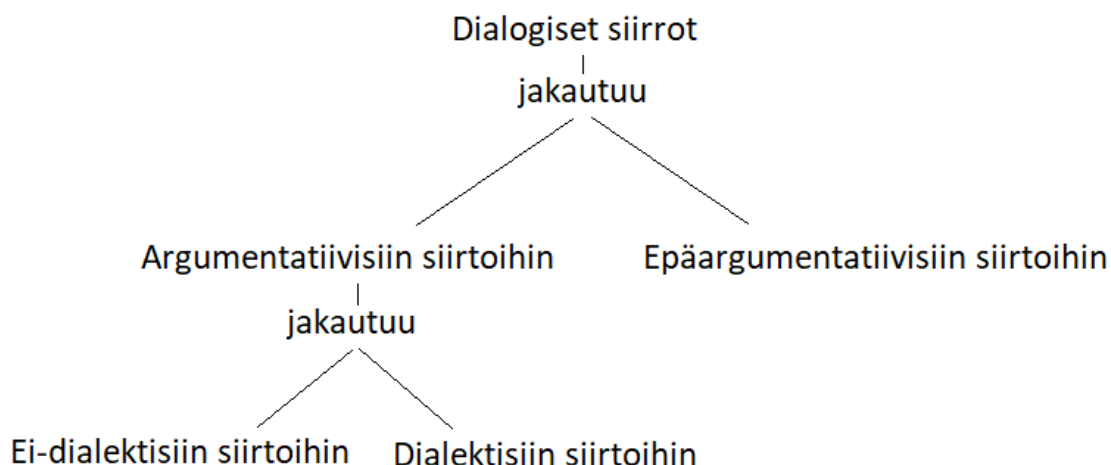 Dialogiset siirrot
jakautuu
Argumentatiivisiin siirtoihin
Epäargumentatiivisiin siirtoihin
jakautuu
Ei-dialektisiin siirtoihin
Dialektisiin siirtoihin